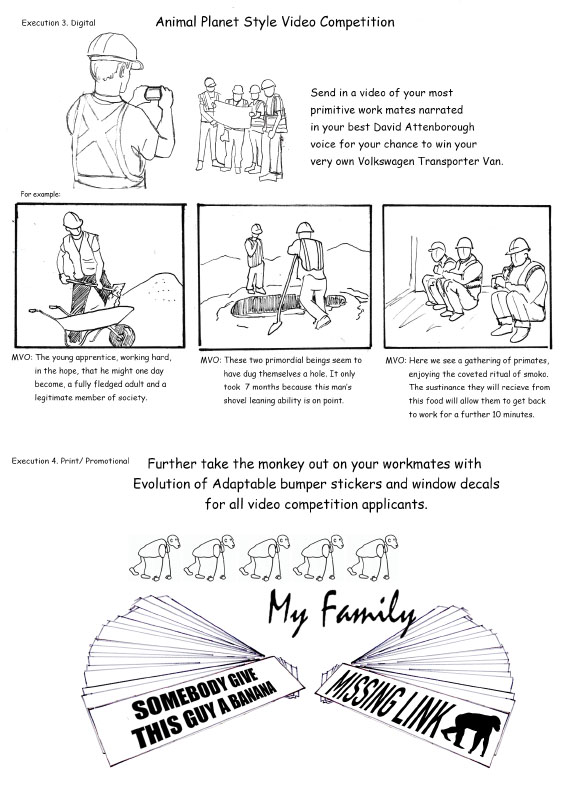 Execution 3. Digital
Animal Planet Style Video Competition
Send in a video of your most
primitive work mates narrated
in your best David Attenborough
voice for your chance to win your
very own Volkswagen Transporter Van.
For example:
MVO: The young apprentice, working hard,
in the hope, that he might one day
become, a fully fledged adult and a
legitimate member of society.
MVO: These two primordial beings seem to
have dug themselves a hole. It only
took 7 months because this man's
shovel leaning ability is on point.
MVO: Here we see a gathering of primates,
enjoying the coveted ritual of smoko.
The sustinance they will recieve from
this food will allow them to get back
to work for a further 10 minutes.
Execution 4. Print/ Promotional
Further take the monkey out on your workmates with
Evolution of Adaptable bumper stickers and window decals
for all video competition applicants.
My Family
SOMEBODY GIVE
THIS GUY A BANANA
MISSING LINK